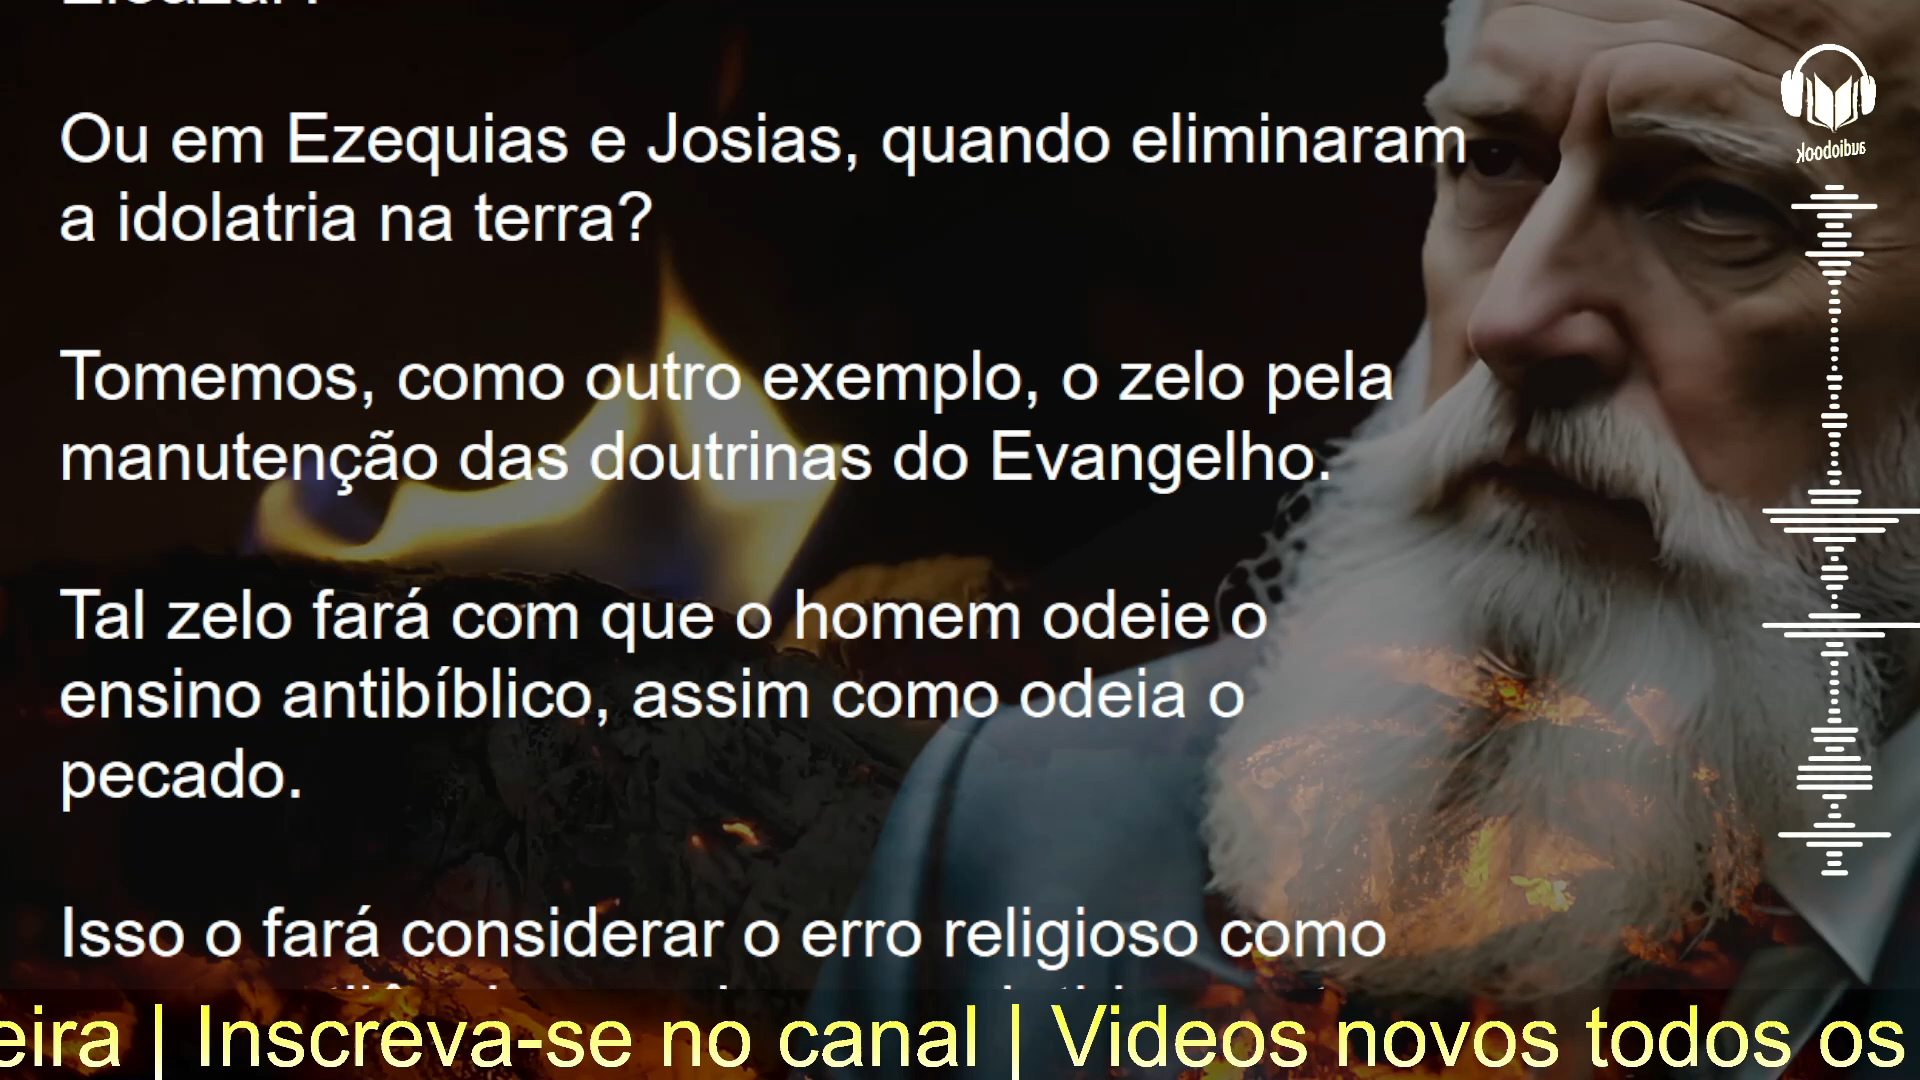 Ou em Ezequias e Josias, quando eliminaram
a idolatria na terra?
Tomemos, como outro exemplo, o zelo pela
manutenção das doutrinas do Evangelho.
Tal zelo fará com que o homem odeie o
ensino antibíblico, assim como odeia o
pecado.
Isso o fará considerar o erro religioso como
eira | Inscreva-se no canal | Videos novos todos os
audiobook